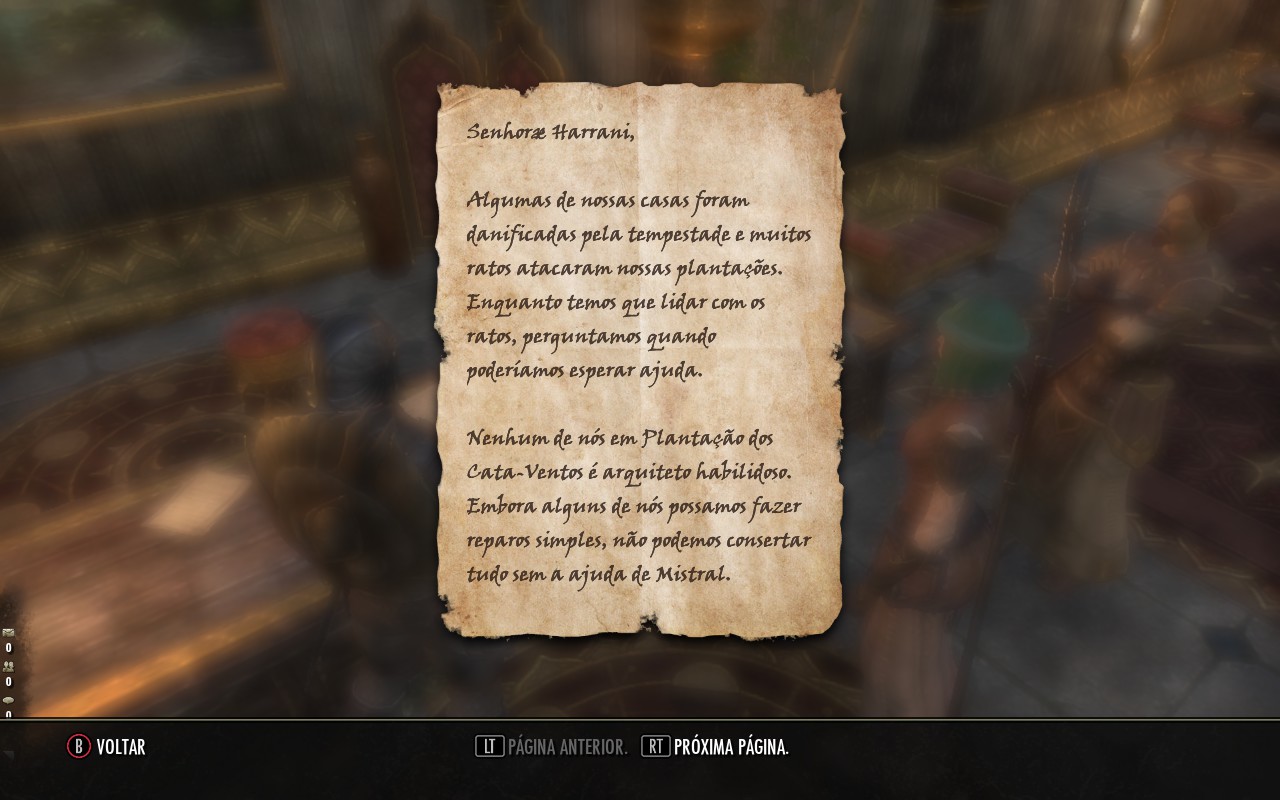 Senhoræ Harrani,
Algumas de nossas casas foram
danificadas pela tempestade e muitos
ratos atacaram nossas plantações.
Enquanto temos que lidar com os
ratos, perguntamos quando
poderíamos esperar ajuda.
Nenhum de nós em Plantação dos
Cata-Ventos é arquiteto habilidoso.
Embora alguns de nós possamos fazer
reparos simples, não podemos consertar
tudo sem a ajuda de Mistral.
0
0
0
B VOLTAR
LT PÁGINA ANTERIOR. RT PRÓXIMA PÁGINA.